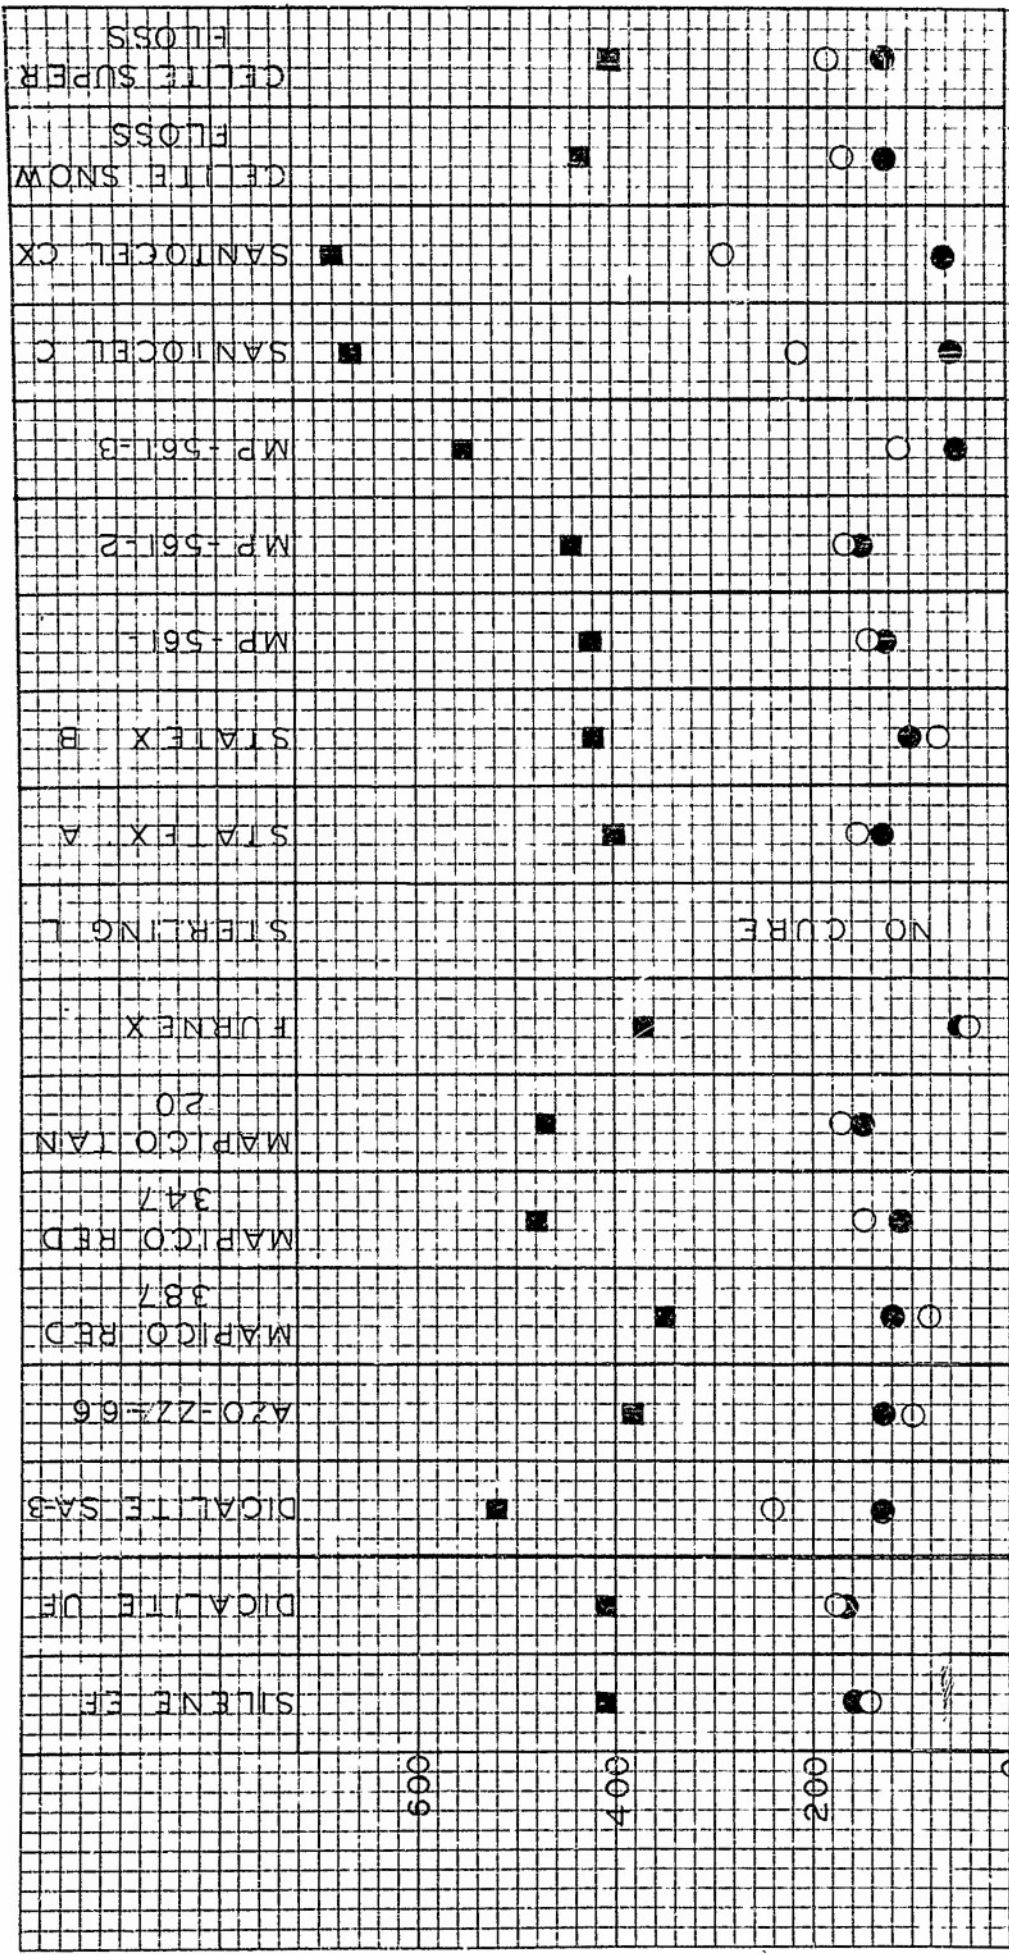 200
400
600
SILENE EF
DICALITE UF
DICALITE SA-3
AZO-ZZ-66
MAPICO RED
387
MAPICO RED
347
MAPICO TAN
20
FURNEX
NO CURE
STERLING L
STATEX A
STATEX B
MP-561-
MP-561-2
MP-561-3
SANTOCEL C
SANTOCEL CX
CELITE SNOW
FLOSS
CELITE SUPER
FLOSS